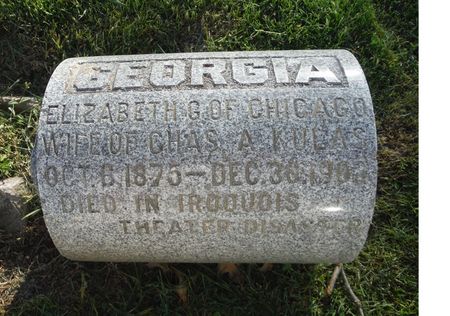 GEORGIA
ELIZABETH G. OF CHICAGO
WIFE OF CHAS. A. KULAS
OCT. 6. 1875 — DEC. 30. 1903
DIED IN IROQUOIS
THEATER DISASTER